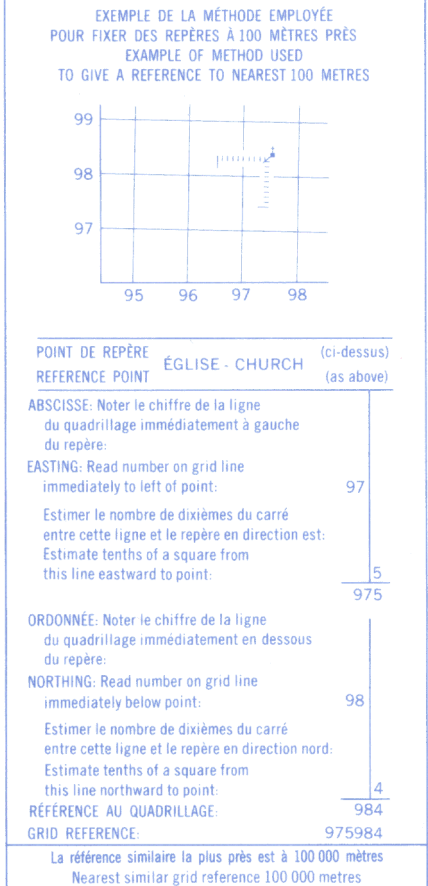 EXEMPLE DE LA MÉTHODE EMPLOYÉE
POUR FIXER DES REPÈRES À 100 MÈTRES PRÈS
EXAMPLE OF METHOD USED
TO GIVE A REFERENCE TO NEAREST 100 METRES
99
98
97
95 96 97 98
POINT DE REPÈRE
REFERENCE POINT
ÉGLISE - CHURCH
(ci-dessus)
(as above)
ABSCISSE: Noter le chiffre de la ligne
du quadrillage immédiatement à gauche
du repère:
EASTING: Read number on grid line
immediately to left of point: 97
Estimer le nombre de dixièmes du carré
entre cette ligne et le repère en direction est:
Estimate tenths of a square from
this line eastward to point: 5
975
ORDONNÉE: Noter le chiffre de la ligne
du quadrillage immédiatement en dessous
du repère:
NORTHING: Read number on grid line
immediately below point: 98
Estimer le nombre de dixièmes du carré
entre cette ligne et le repère en direction nord:
Estimate tenths of a square from
this line northward to point: 4
RÉFÉRENCE AU QUADRILLAGE: 984
GRID REFERENCE: 975984
La référence similaire la plus près est à 100 000 mètres
Nearest similar grid reference 100 000 metres